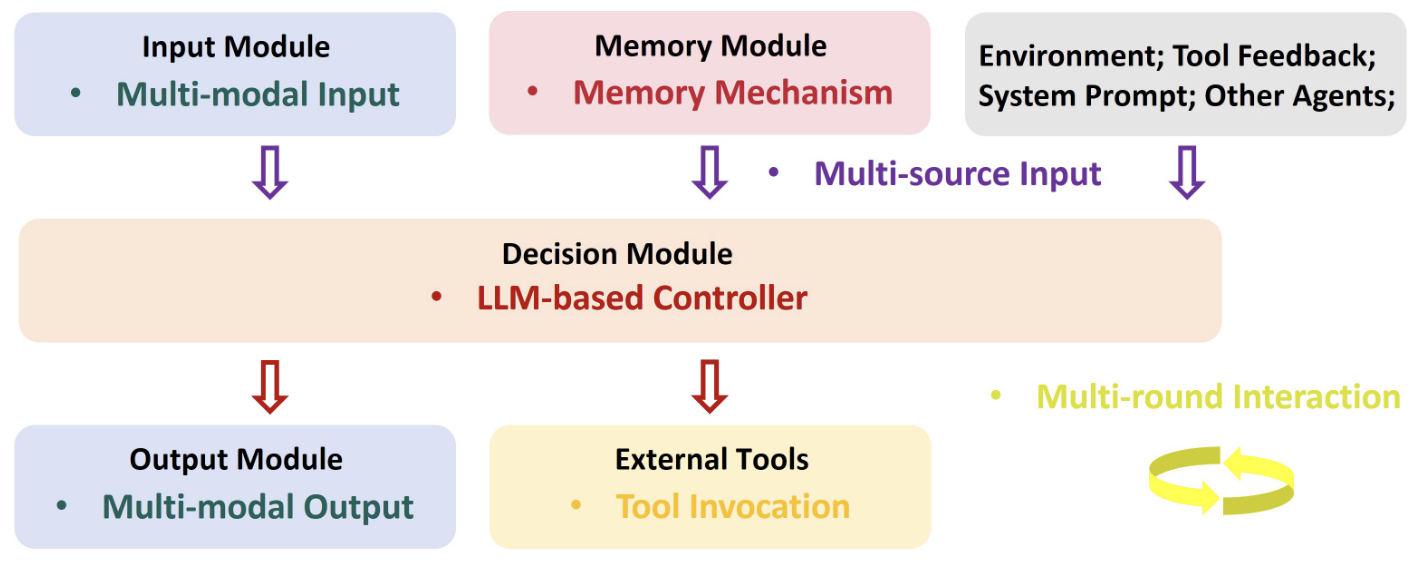 Input Module
• Multi-modal Input
Memory Module
• Memory Mechanism
Environment; Tool Feedback;
System Prompt; Other Agents;
• Multi-source Input
Decision Module
• LLM-based Controller
Output Module
• Multi-modal Output
External Tools
• Tool Invocation
• Multi-round Interaction